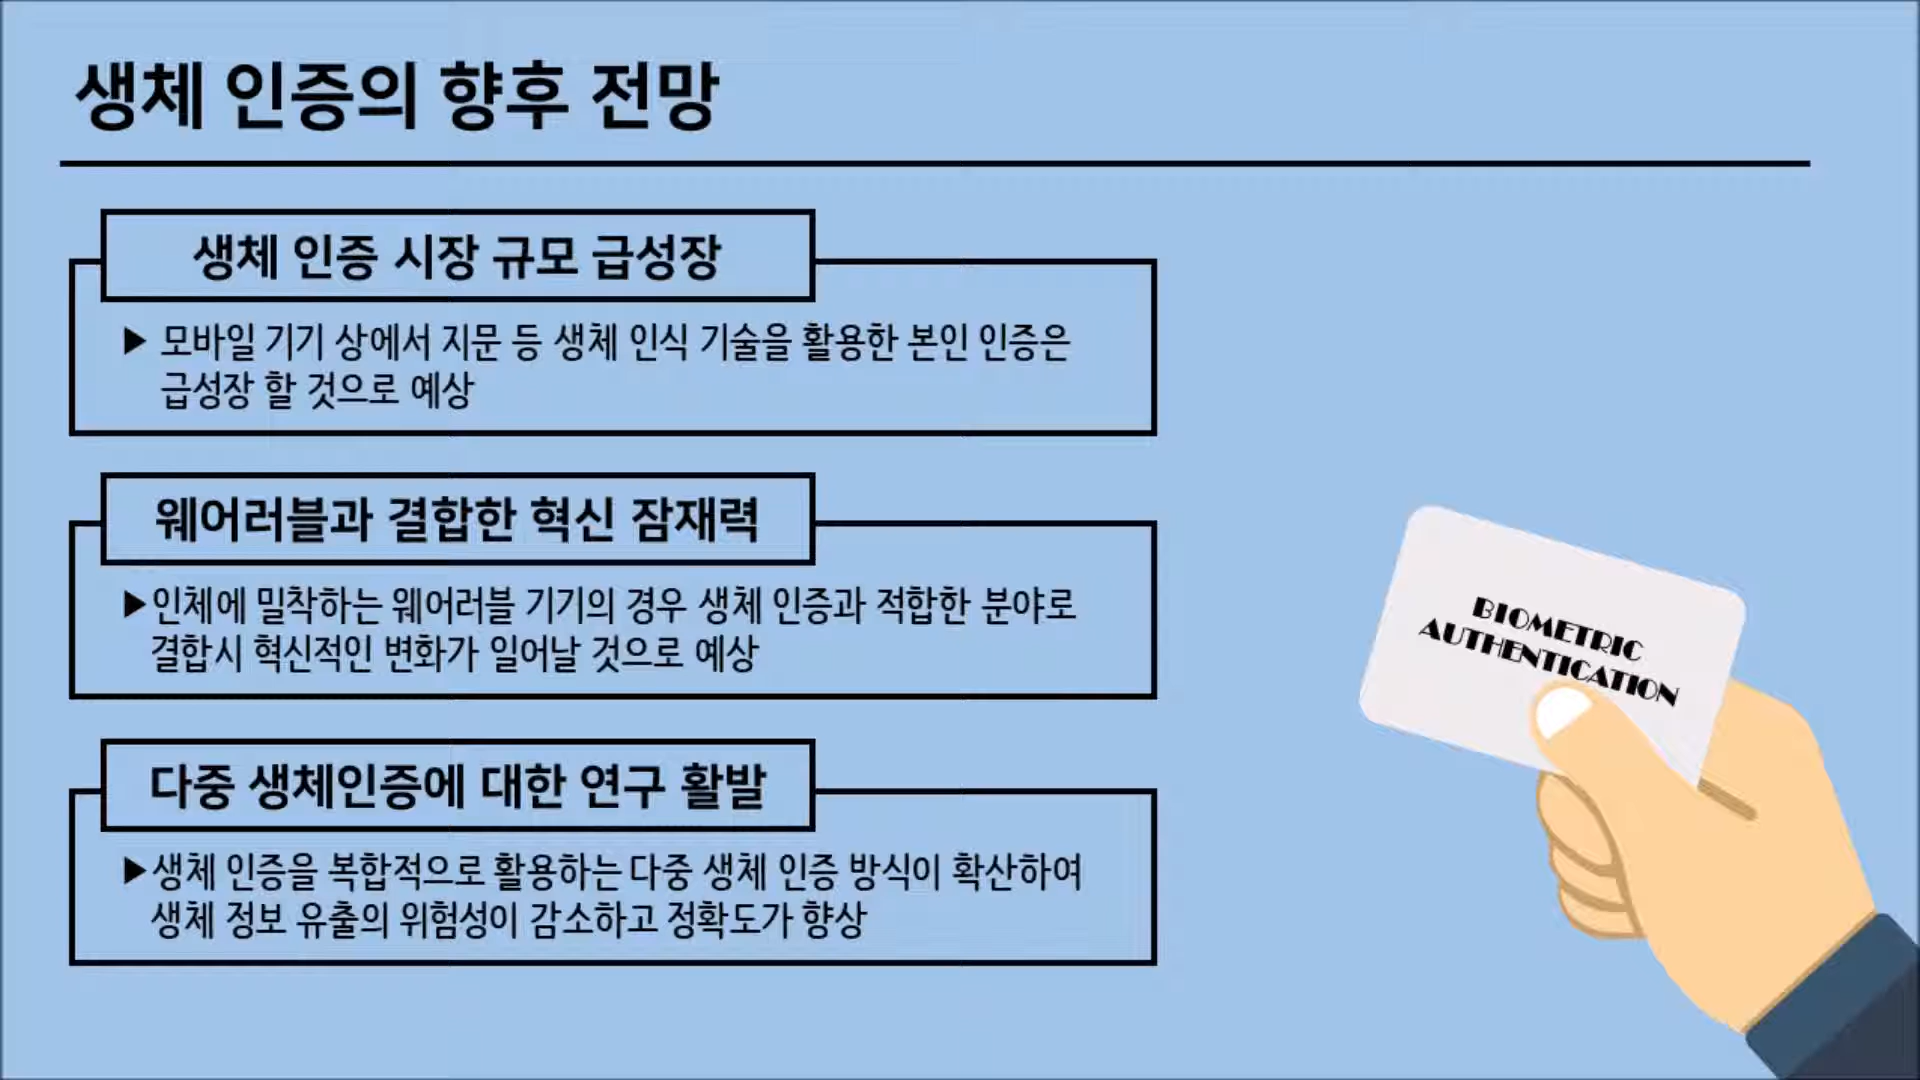 생체 인증의 향후 전망
생체 인증 시장 규모 급성장
▶ 모바일 기기 상에서 지문 등 생체 인식 기술을 활용한 본인 인증은
급성장 할 것으로 예상
웨어러블과 결합한 혁신 잠재력
▶인체에 밀착하는 웨어러블 기기의 경우 생체 인증과 적합한 분야로
결합시 혁신적인 변화가 일어날 것으로 예상
다중 생체인증에 대한 연구 활발
▶생체 인증을 복합적으로 활용하는 다중 생체 인증 방식이 확산하여
생체 정보 유출의 위험성이 감소하고 정확도가 향상
BIOMETRIC
AUTHENTICATION